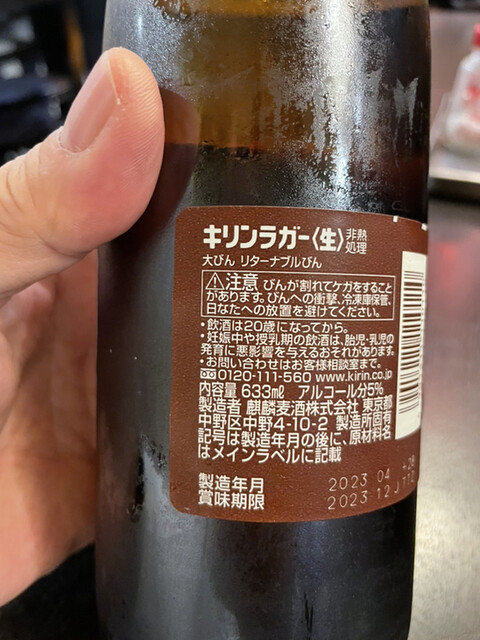 キリンラガー〈生〉非熱処理
大びん リターナブルびん
⚠注意 びんが割れてケガをすること
があります。びんへの衝撃、冷凍庫保管、
日なたへの放置を避けてください。
・飲酒は20歳になってから。
・妊娠中や授乳期の飲酒は、胎児・乳児の
発育に悪影響を与えるおそれがあります。
・お問い合わせはお客様相談室まで。
0120-111-560 www.kirin.co.jp
内容量 633mℓ アルコール分5%
製造者 麒麟麦酒株式会社 東京都
中野区中野4-10-2 製造所固有
記号は製造年月の後に、原材料名
はメインラベルに記載
製造年月 2023 04
賞味期限 2023 12